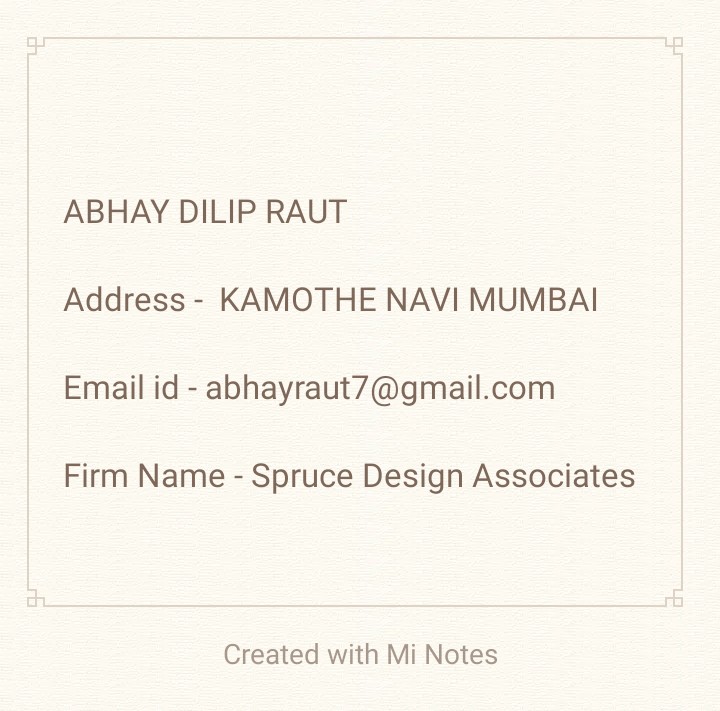 ABHAY DILIP RAUT
Address -  KAMOTHE NAVI MUMBAI
Email id - abhayraut7@gmail.com
Firm Name - Spruce Design Associates
Created with Mi Notes